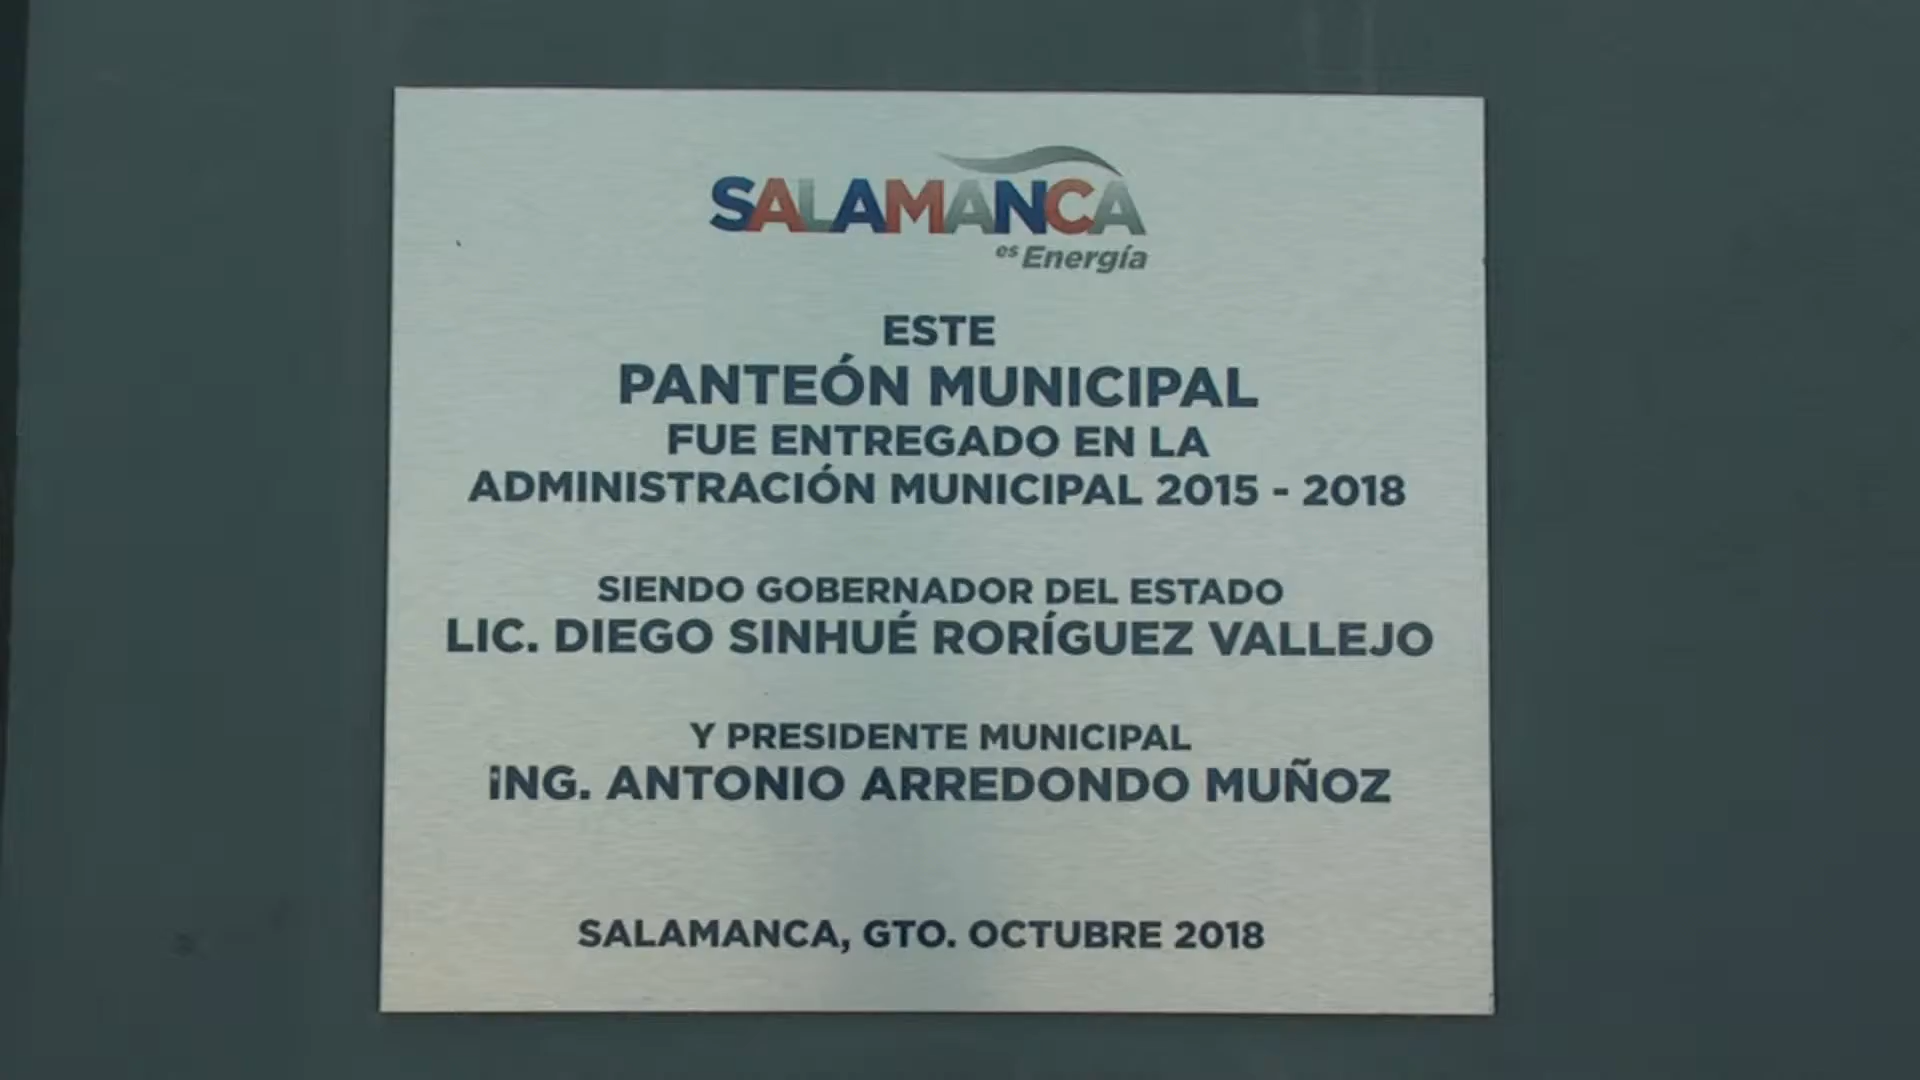 SALAMANCA
es Energía
ESTE
PANTEÓN MUNICIPAL
FUE ENTREGADO EN LA
ADMINISTRACIÓN MUNICIPAL 2015 - 2018
SIENDO GOBERNADOR DEL ESTADO
LIC. DIEGO SINHUÉ RORÍGUEZ VALLEJO
Y PRESIDENTE MUNICIPAL
ING. ANTONIO ARREDONDO MUÑOZ
SALAMANCA, GTO. OCTUBRE 2018